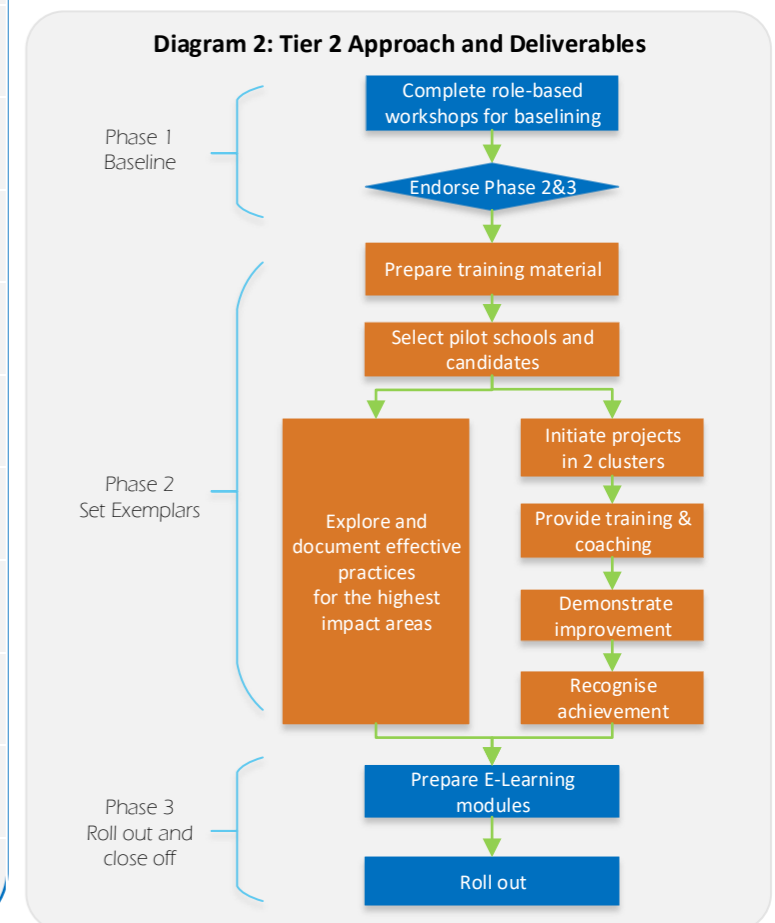 Diagram 2: Tier 2 Approach and Deliverables
Phase 1
Baseline
Complete role-based
workshops for baselining
Endorse Phase 2&3
Phase 2
Set Exemplars
Prepare training material
Select pilot schools and
candidates
Explore and
document effective
practices
for the highest
impact areas
Initiate projects
in 2 clusters
Provide training &
coaching
Demonstrate
improvement
Recognise
achievement
Phase 3
Roll out and
close off
Prepare E-Learning
modules
Roll out